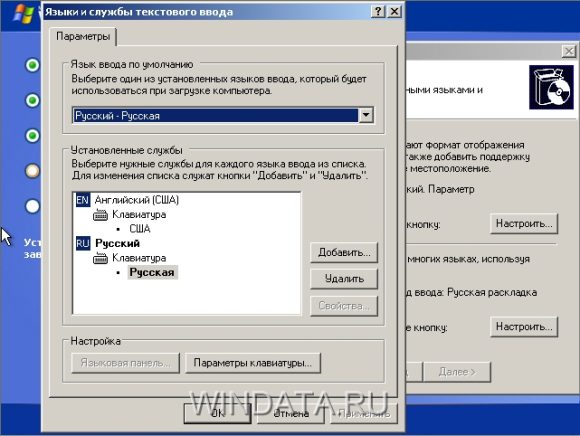 Языки и службы текстового ввода
Параметры
Язык ввода по умолчанию
Выберите один из установленных языков ввода, который будет
использоваться при загрузке компьютера.
Русский - Русская
Установленные службы
Выберите нужные службы для каждого языка ввода из списка.
Для изменения списка служат кнопки "Добавить" и "Удалить".
EN Английский (США)
Клавиатура
• США
RU Русский
Клавиатура
• Русская
Добавить...
Удалить
Свойства...
Настройка
Языковая панель...
Параметры клавиатуры...
OK
Отмена
Применить
ными языками и
ают формат отображения
также добавить поддержку
е местоположение.
кий. Параметр
кнопку:
Настроить...
многих языках, используя
д ввода: Русская раскладка
е кнопку:
Настроить...
Далее >
Уст
зав
WINDATA.RU